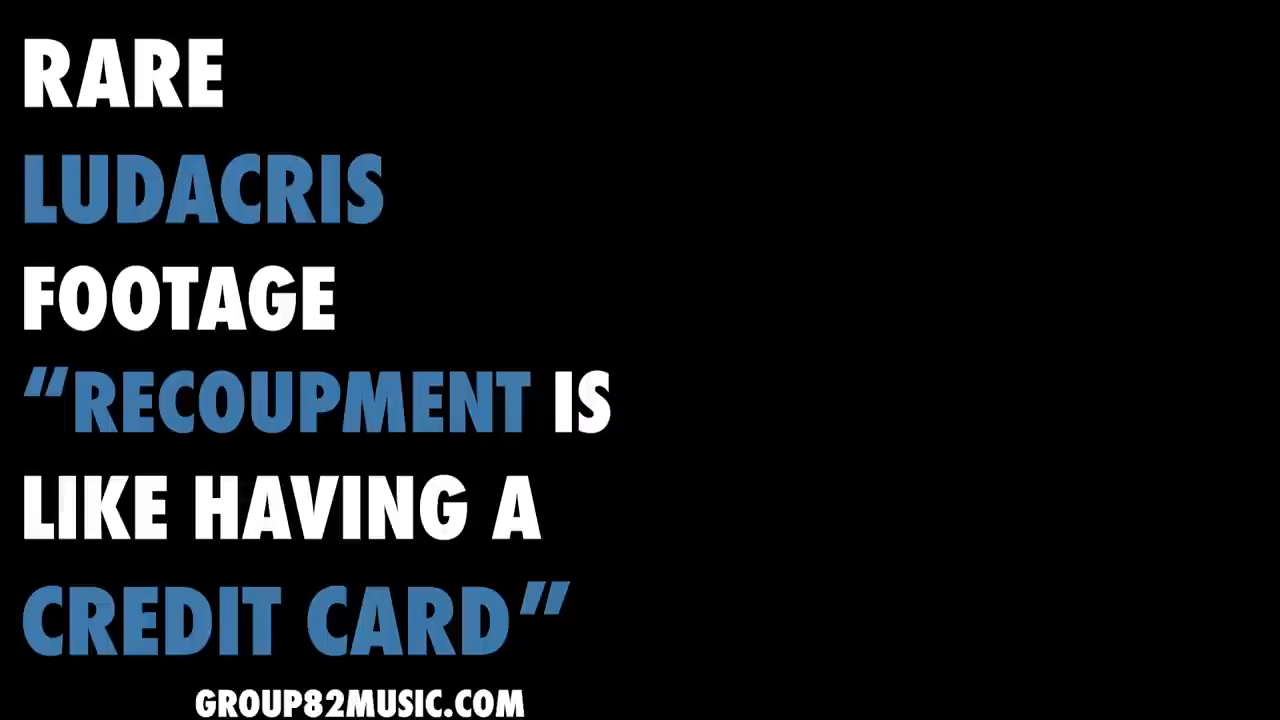 RARE
LUDACRIS
FOOTAGE
“RECOUPMENT IS
LIKE HAVING A
CREDIT CARD”
GROUP82MUSIC.COM